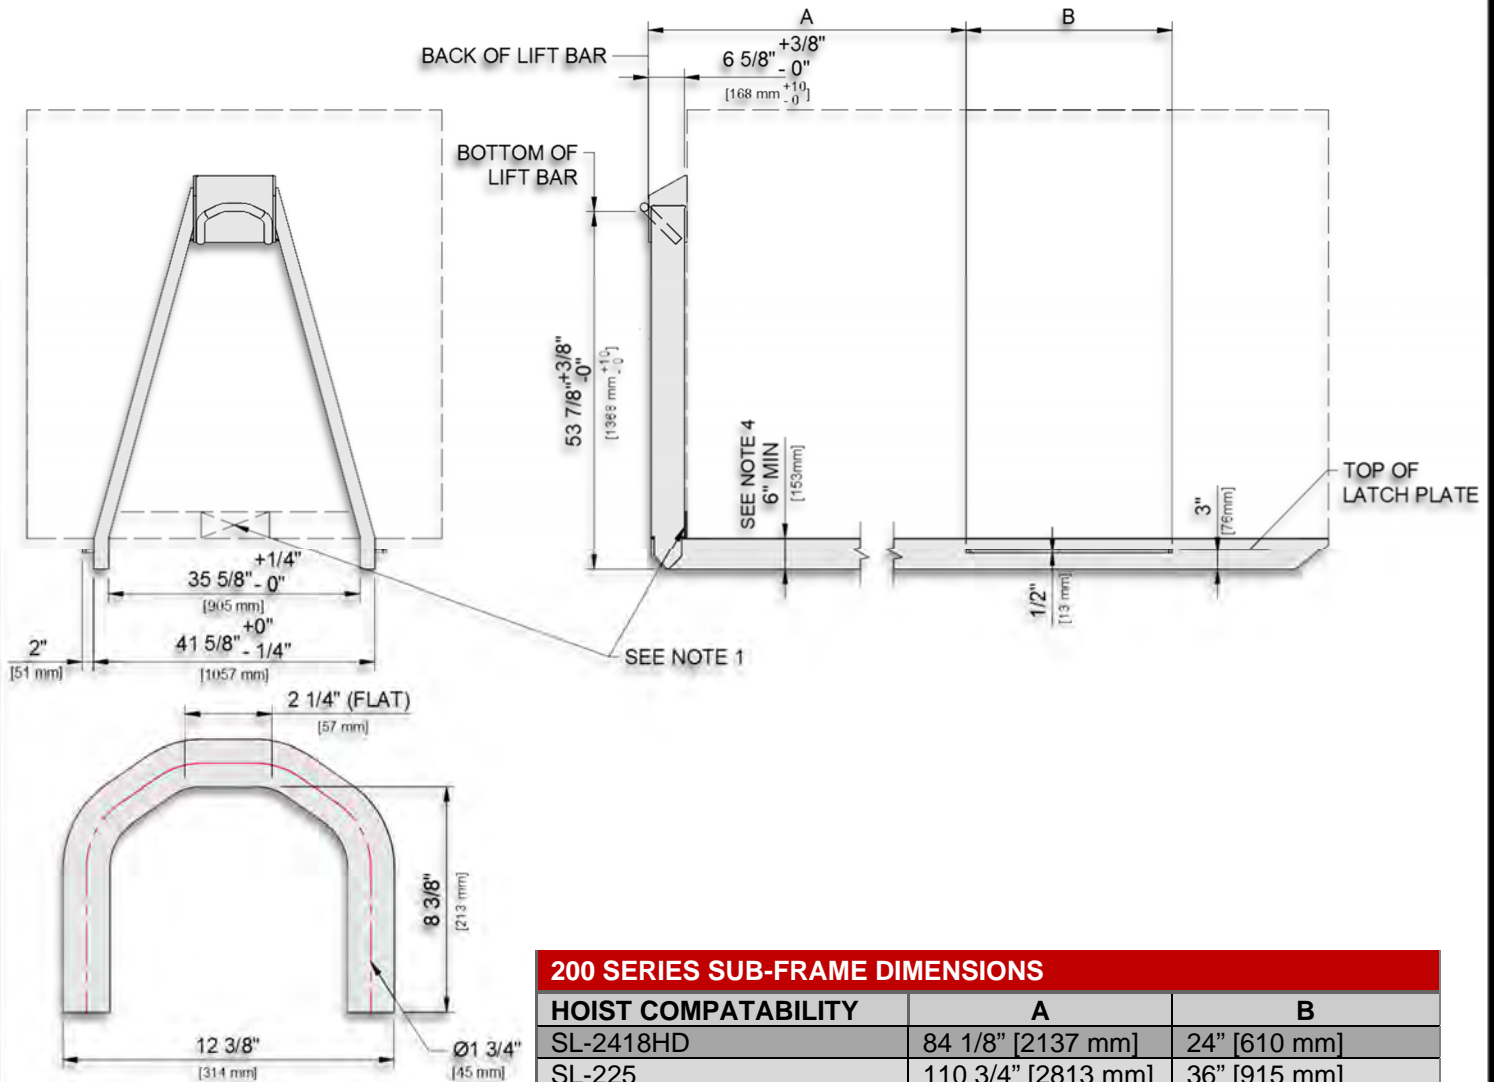 A
B
BACK OF LIFT BAR
6 5/8" +3/8" - 0"
[168 mm +10 - 0]
BOTTOM OF
LIFT BAR
53 7/8" +3/8" -0"
[1368 mm +10 - 0]
SEE NOTE 4
6" MIN
[153mm]
3"
[76mm]
TOP OF
LATCH PLATE
1/2"
[13 mm]
35 5/8" +1/4" - 0"
[905 mm]
41 5/8" +0" - 1/4"
[1057 mm]
2"
[51 mm]
SEE NOTE 1
2 1/4" (FLAT)
[57 mm]
8 3/8"
[213 mm]
12 3/8"
[314 mm]
Ø1 3/4"
[45 mm]
200 SERIES SUB-FRAME DIMENSIONS
HOIST COMPATABILITY A B
SL-2418HD 84 1/8” [2137 mm] 24” [610 mm]
SL-225 110 3/4” [2813 mm] 36” [915 mm]